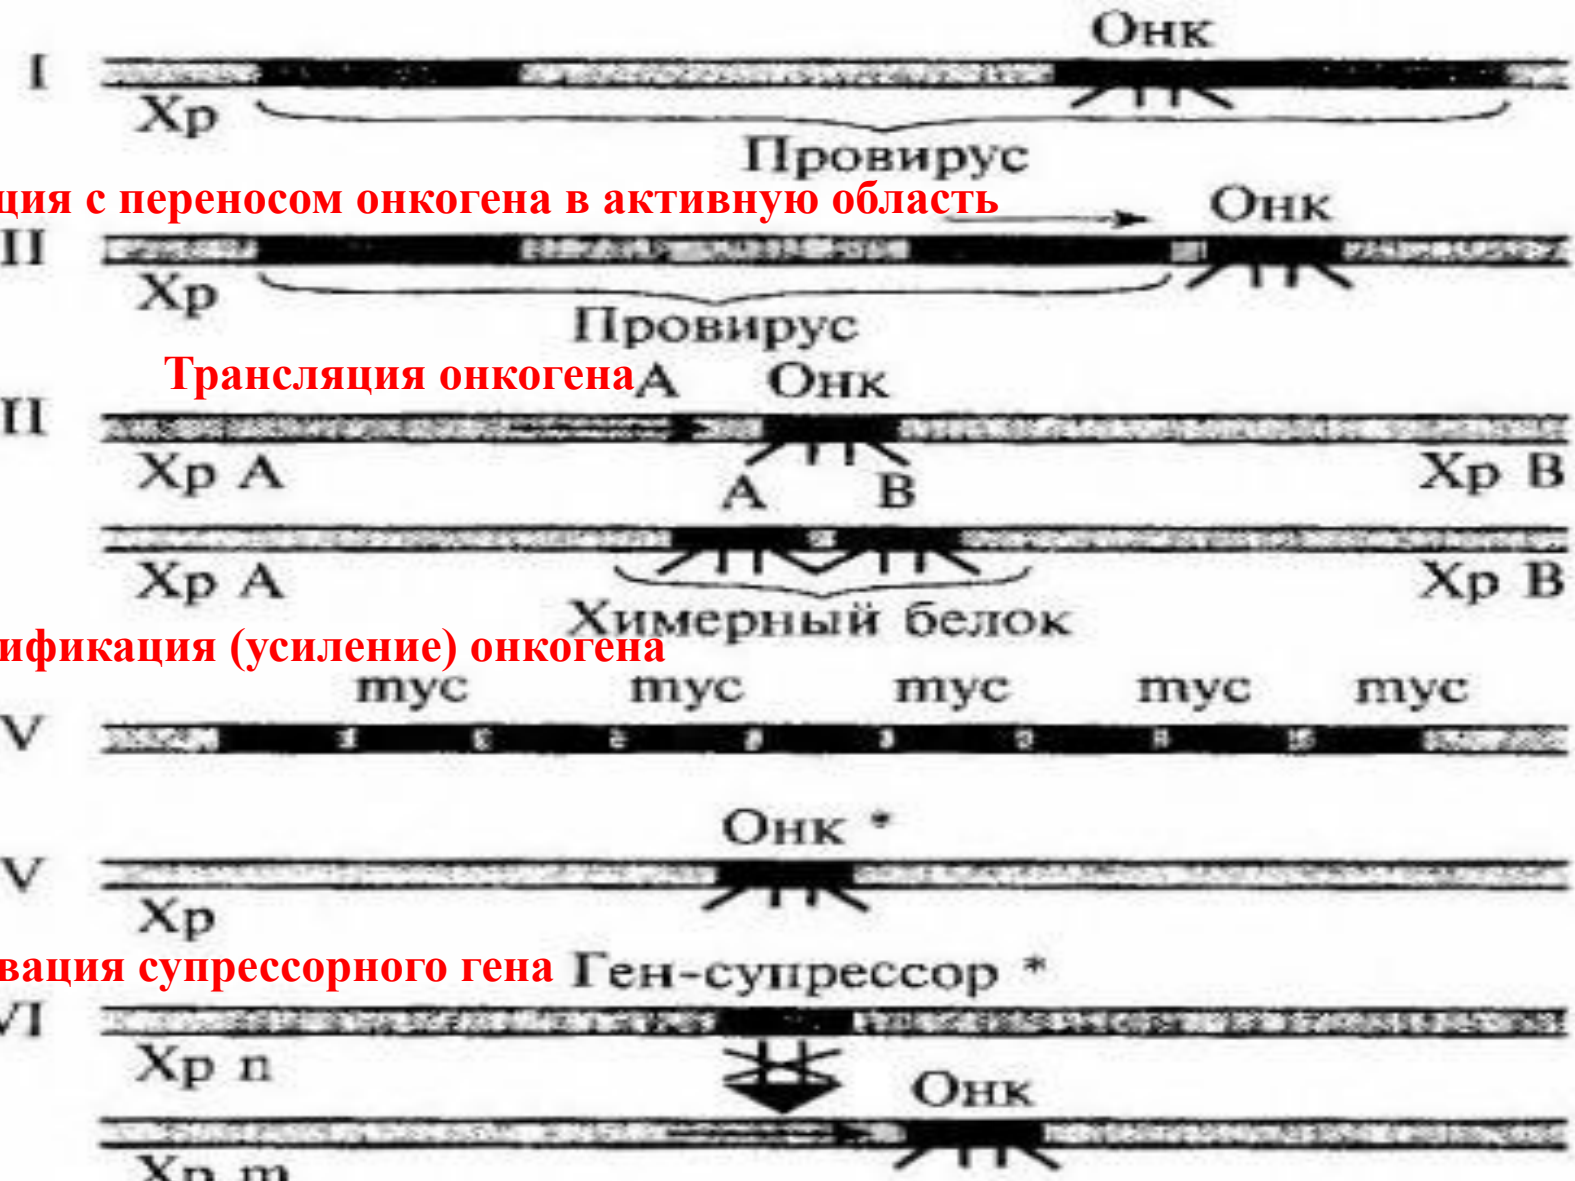 Онк
I
Хр
Провирус
ция с переносом онкогена в активную область
Онк
II
Хр
Провирус
Трансляция онкогена
А Онк
II
Хр А Хр В
А В
Хр А Хр В
Химерный белок
ификация (усиление) онкогена
myc myc myc myc myc
V
Онк *
V
Хр
вация супрессорного гена
Ген-супрессор *
VI
Хр n
Онк
Хр m